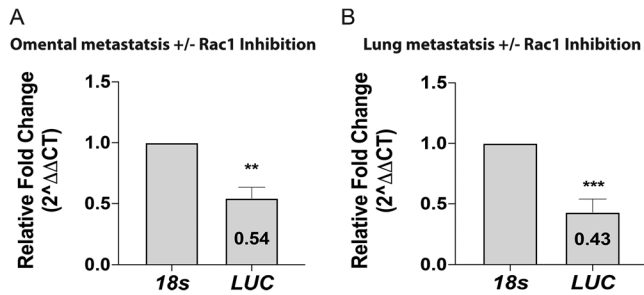 A
Omental metastatsis +/- Rac1 Inhibition
Relative Fold Change
(2^ΔΔCT)
1.5
1.0
0.5
0.0
**
0.54
18s
LUC
B
Lung metastatsis +/- Rac1 Inhibition
Relative Fold Change
(2^ΔΔCT)
1.5
1.0
0.5
0.0
***
0.43
18s
LUC